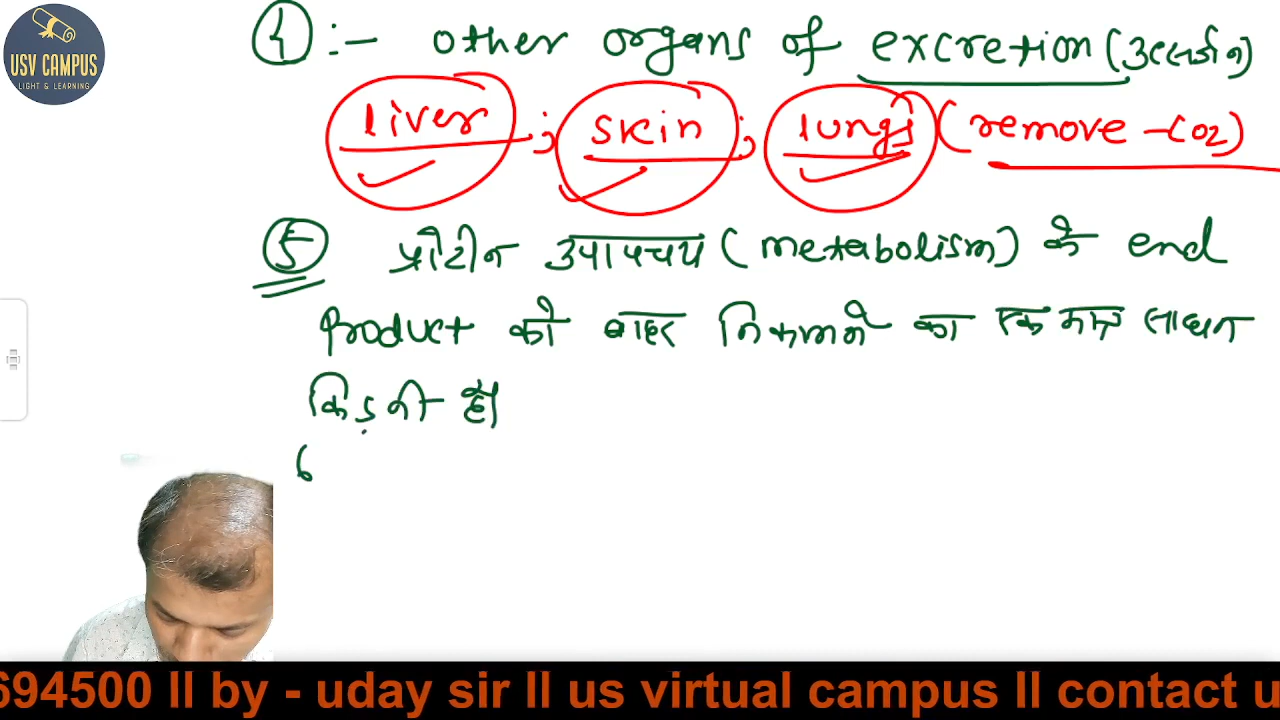 USV CAMPUS
LIGHT & LEARNING
4 :- other organs of excretion (उत्सर्जन)
liver ; skin ; lungs (remove - CO2)
5 प्रोटीन उपापचय (metabolism) के end
Product को बाहर निकालने का एक मात्र साधन
किडनी है।
6
694500 ll by - uday sir ll us virtual campus ll contact u